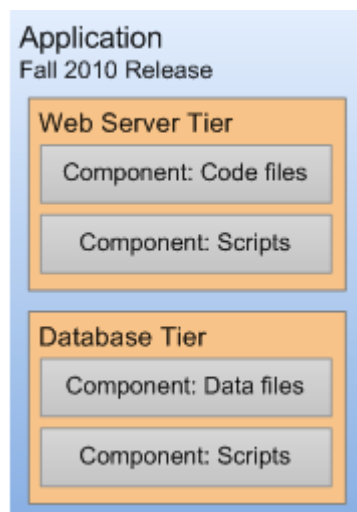 Application
Fall 2010 Release
Web Server Tier
Component: Code files
Component: Scripts
Database Tier
Component: Data files
Component: Scripts